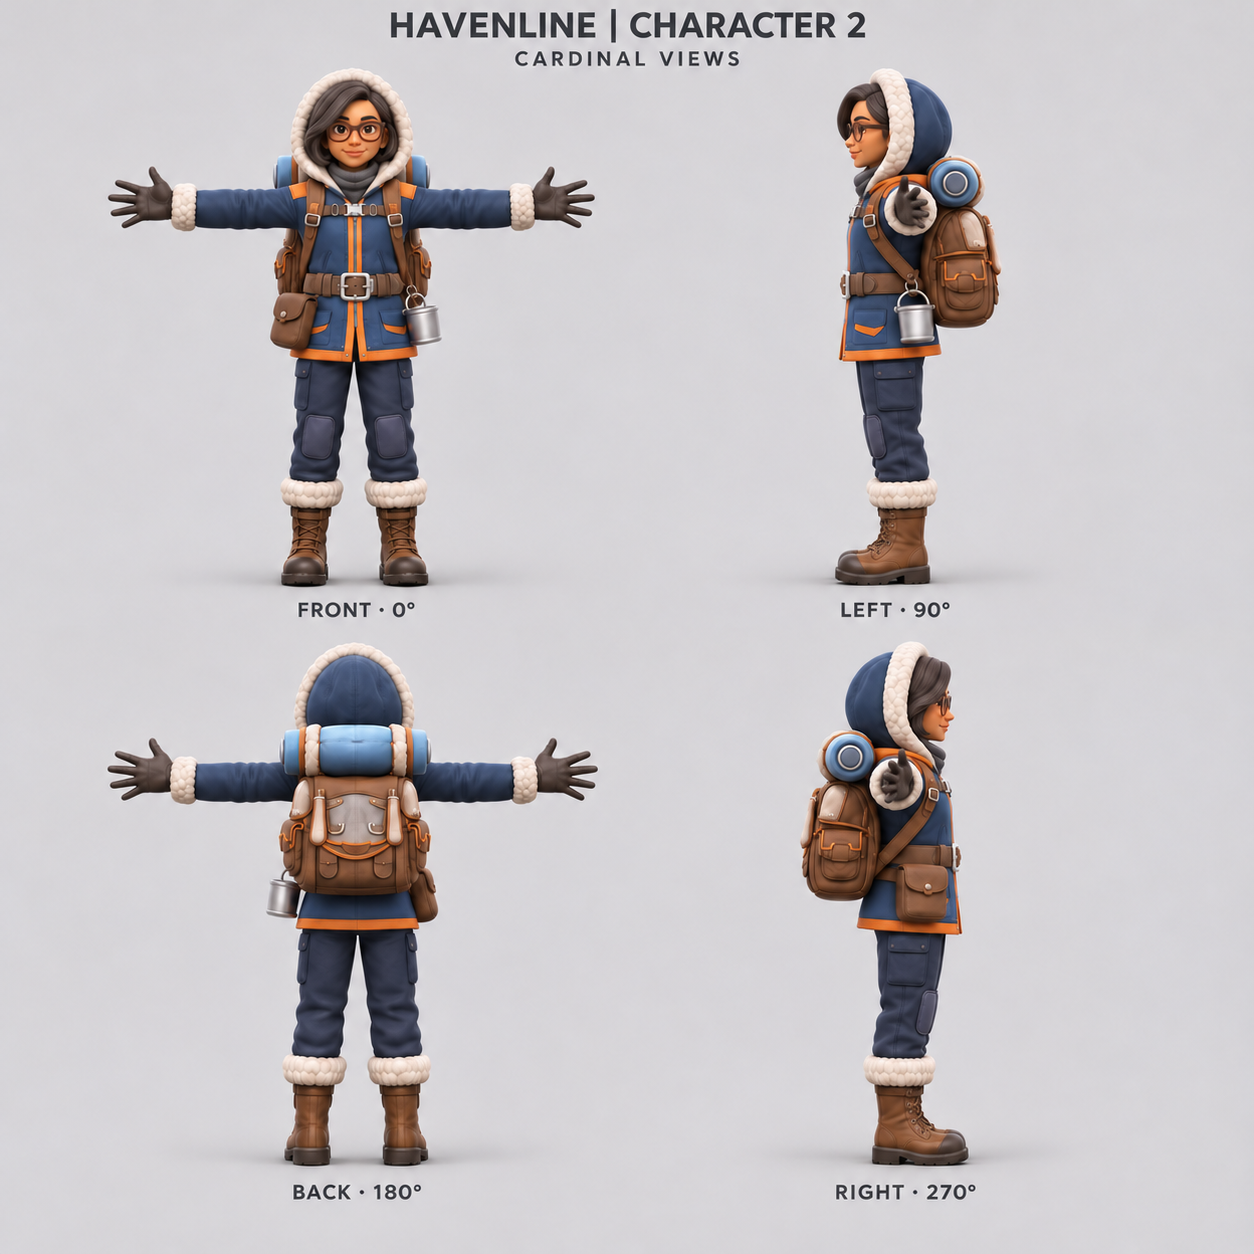 HAVENLINE | CHARACTER 2
CARDINAL VIEWS
FRONT · 0°
LEFT · 90°
BACK · 180°
RIGHT · 270°